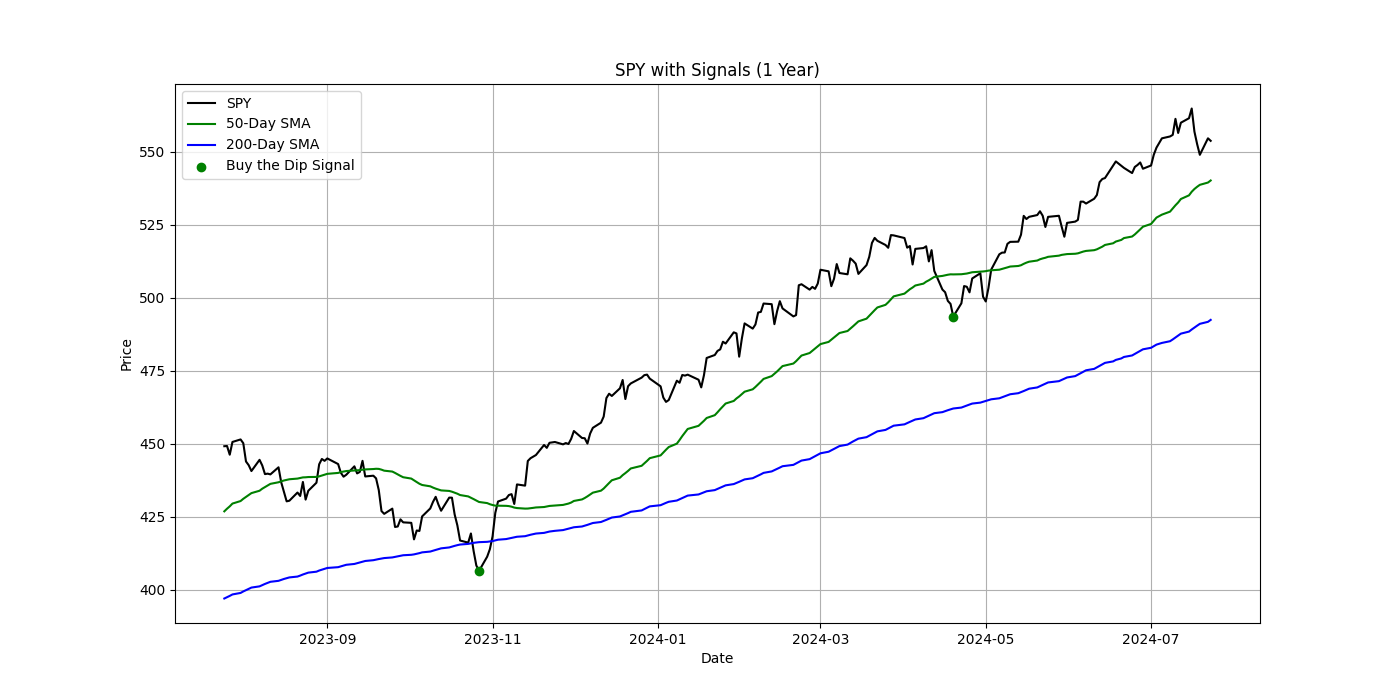 SPY with Signals (1 Year)
SPY
50-Day SMA
200-Day SMA
Buy the Dip Signal
Price
550
525
500
475
450
425
400
2023-09 2023-11 2024-01 2024-03 2024-05 2024-07
Date